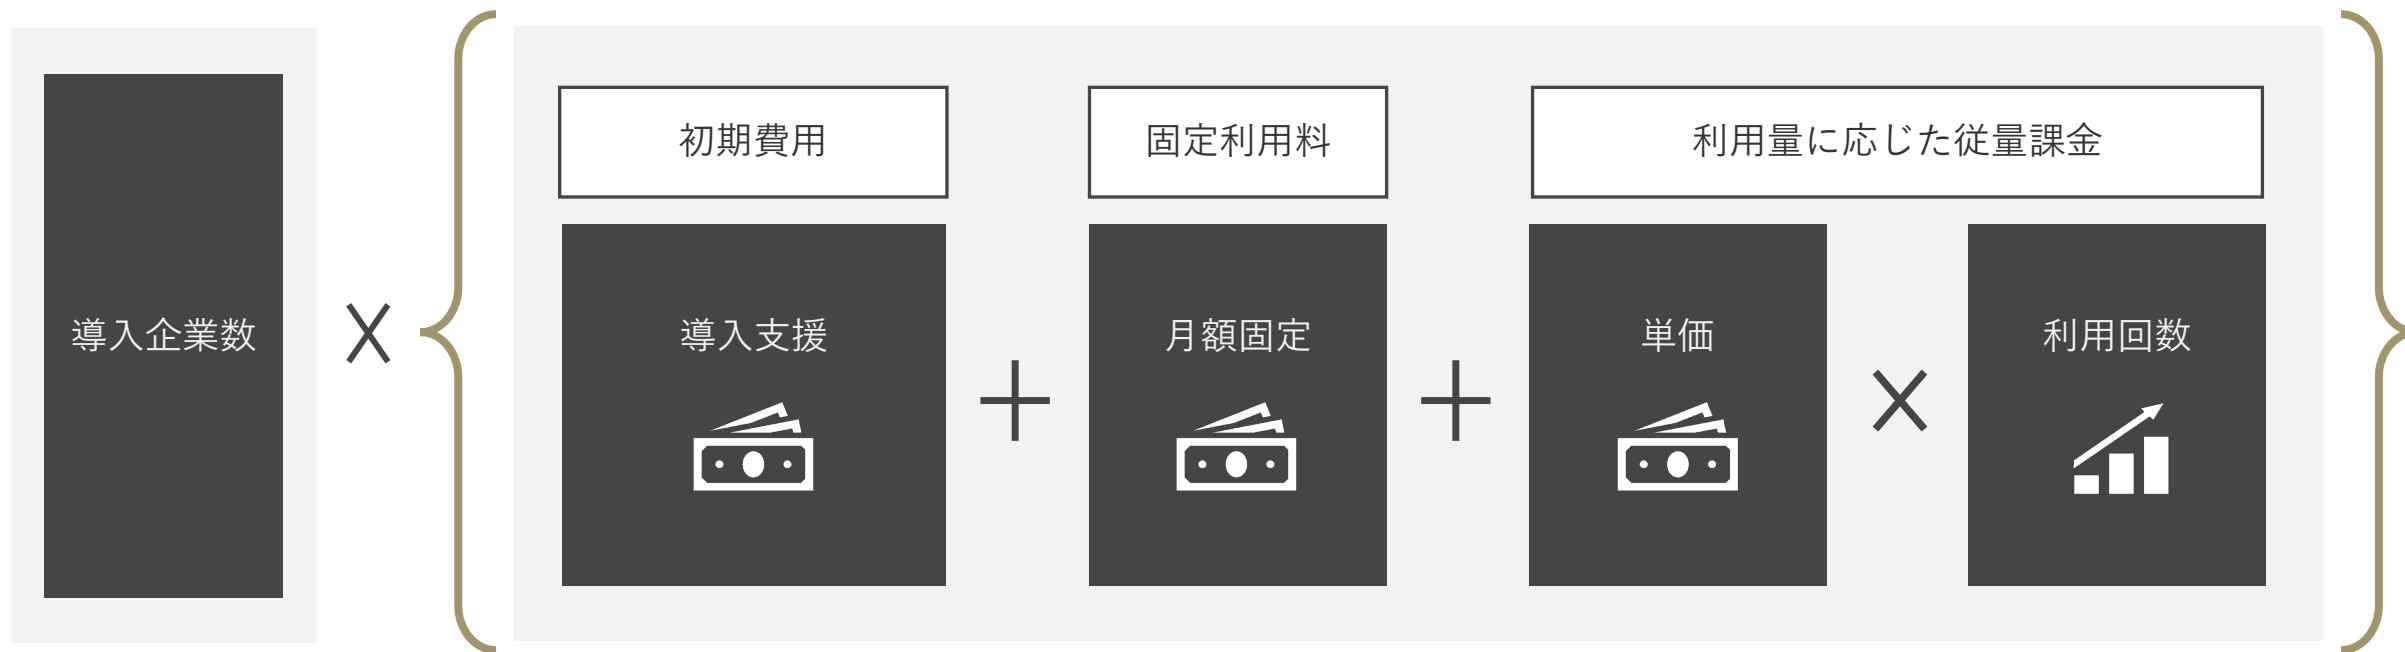 導入企業数
×
初期費用
固定利用料
利用量に応じた従量課金
導入支援
+
月額固定
+
単価
×
利用回数